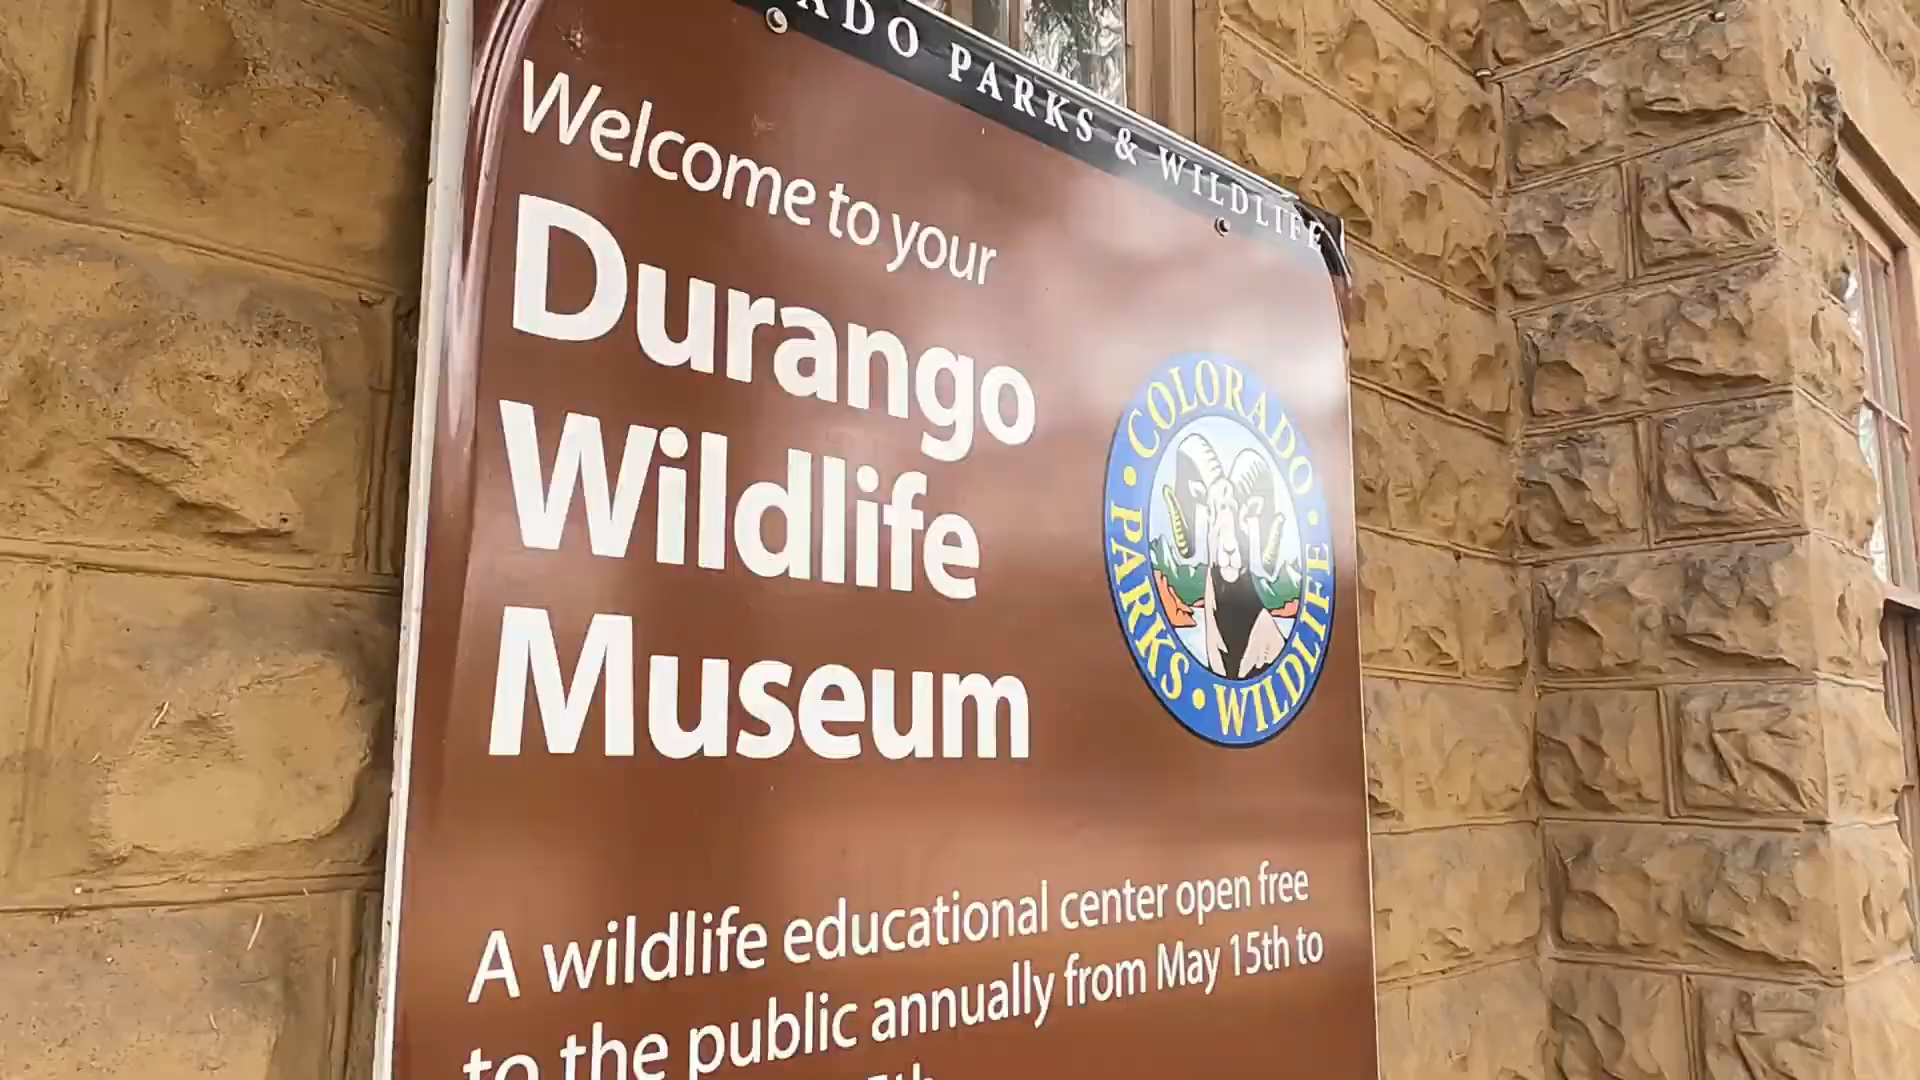 PARKS & WILDLIFE
Welcome to your
Durango
Wildlife
Museum
COLORADO
PARKS • WILDLIFE
A wildlife educational center open free
to the public annually from May 15th to